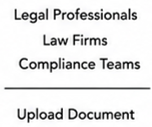 Legal Professionals
Law Firms
Compliance Teams
Upload Document